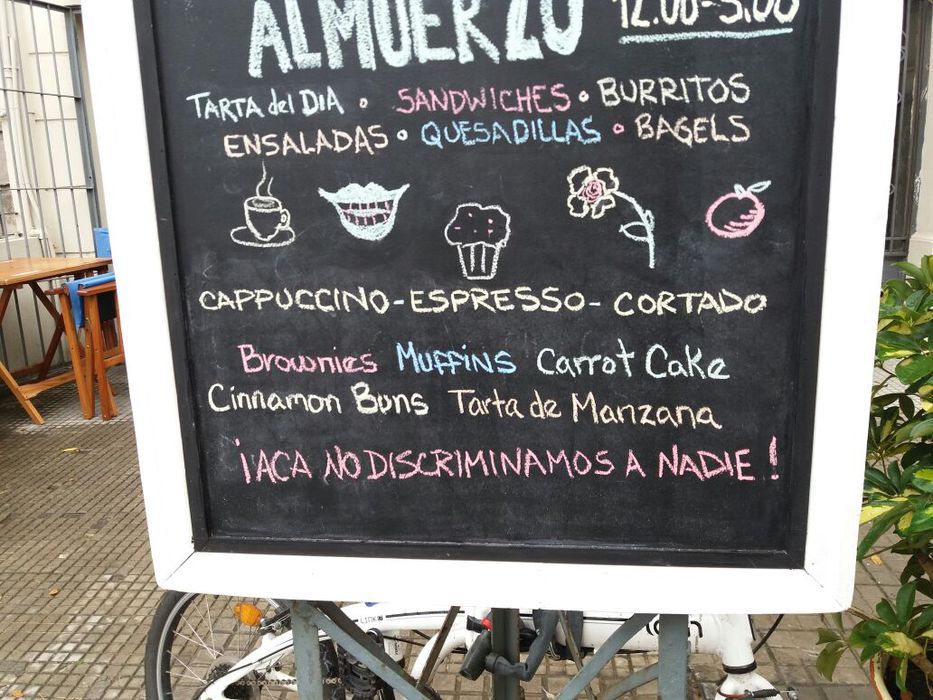 ALMUERZO 12:00-3:00
TARTA del DIA • SANDWICHES • BURRITOS
ENSALADAS • QUESADILLAS • BAGELS
CAPPUCCINO-ESPRESSO-CORTADO
Brownies Muffins Carrot Cake
Cinnamon Buns Tarta de Manzana
¡ACA NO DISCRIMINAMOS A NADIE!
LINK